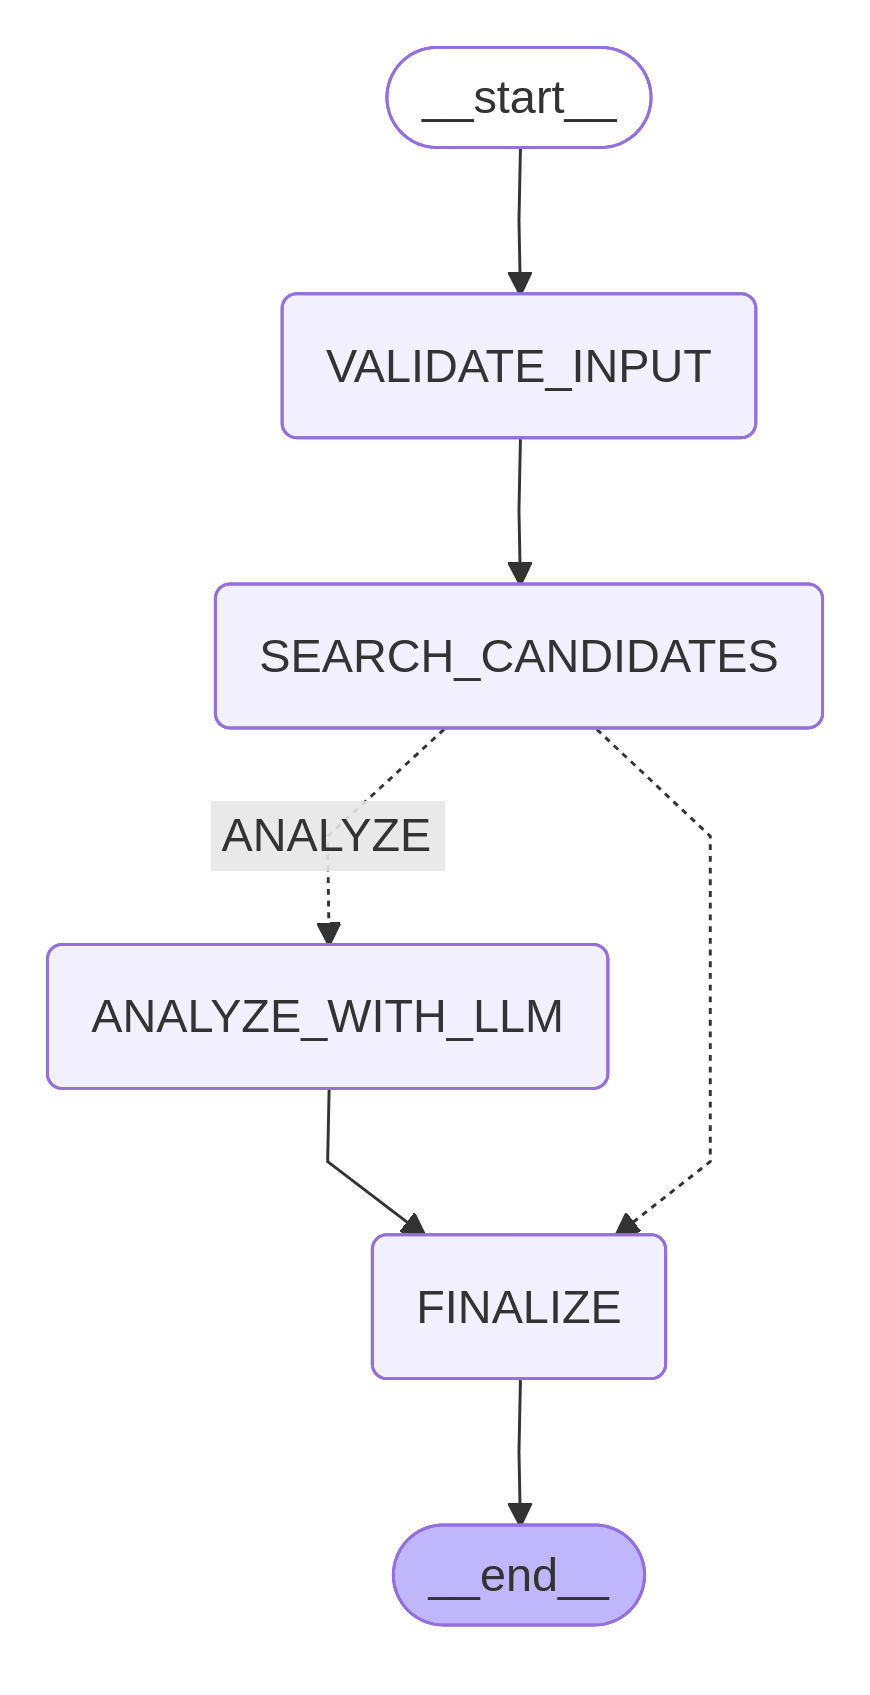 __start__
VALIDATE_INPUT
SEARCH_CANDIDATES
ANALYZE
ANALYZE_WITH_LLM
FINALIZE
__end__